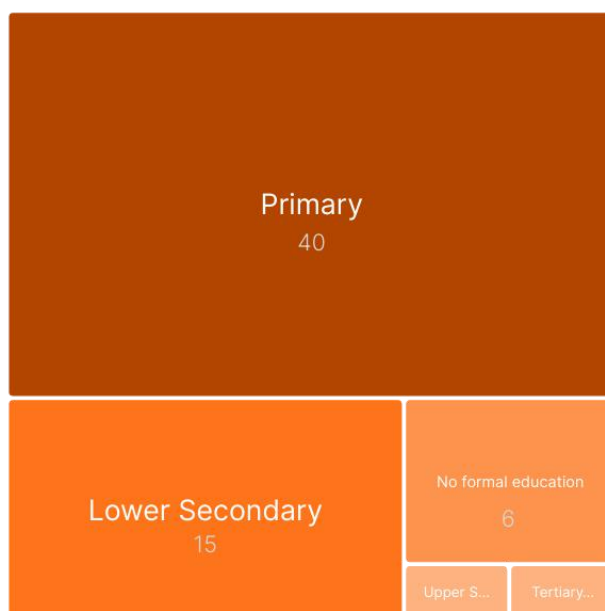 Primary
40
Lower Secondary
15
No formal education
6
Upper S...
Tertiary...